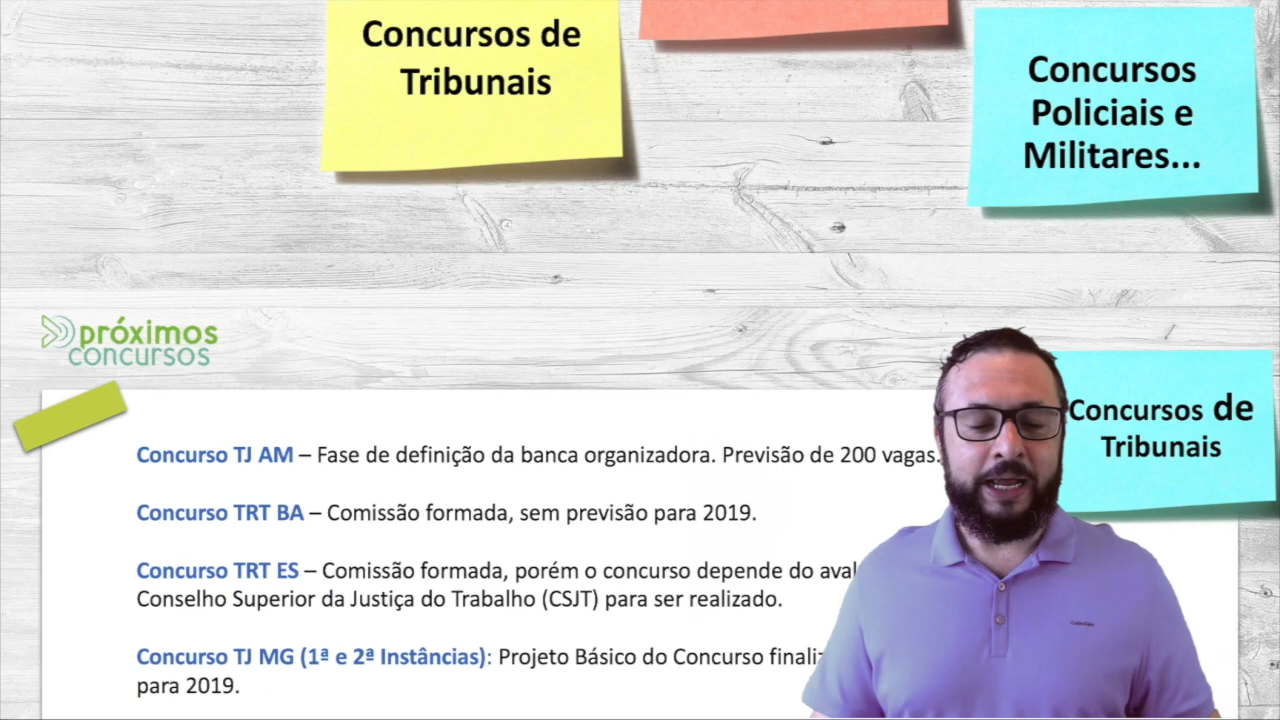 Concursos de
Tribunais
Concursos
Policiais e
Militares...
próximos
concursos
Concursos de
Tribunais
Concurso TJ AM – Fase de definição da banca organizadora. Previsão de 200 vagas.
Concurso TRT BA – Comissão formada, sem previsão para 2019.
Concurso TRT ES – Comissão formada, porém o concurso depende do aval
Conselho Superior da Justiça do Trabalho (CSJT) para ser realizado.
Concurso TJ MG (1ª e 2ª Instâncias): Projeto Básico do Concurso finaliz
para 2019.